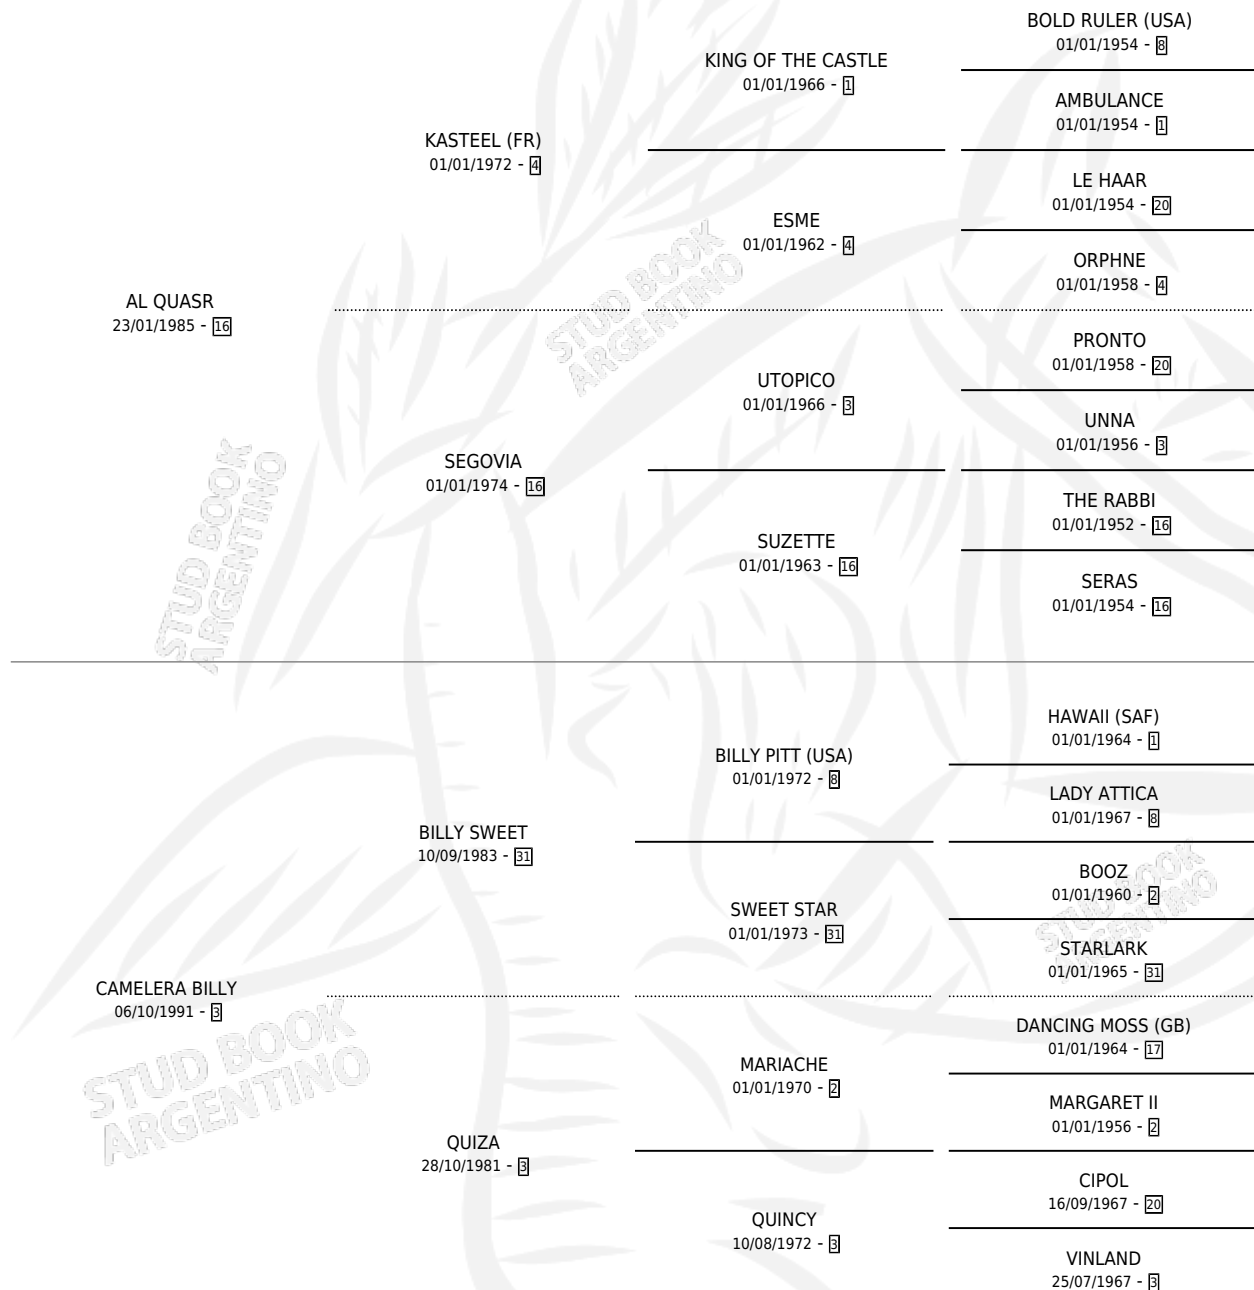 BOLD RULER (USA)
01/01/1954 - 8
KING OF THE CASTLE
01/01/1966 - 1
AMBULANCE
01/01/1954 - 1
KASTEEL (FR)
01/01/1972 - 4
LE HAAR
01/01/1954 - 20
ESME
01/01/1962 - 4
ORPHNE
01/01/1958 - 4
AL QUASR
23/01/1985 - 16
STUD BOOK
ARGENTINO
PRONTO
01/01/1958 - 20
UTOPICO
01/01/1966 - 3
UNNA
01/01/1956 - 3
SEGOVIA
01/01/1974 - 16
THE RABBI
01/01/1952 - 16
SUZETTE
01/01/1963 - 16
SERAS
01/01/1954 - 16
STUD BOOK
ARGENTINO
HAWAII (SAF)
01/01/1964 - 1
BILLY PITT (USA)
01/01/1972 - 8
LADY ATTICA
01/01/1967 - 8
BILLY SWEET
10/09/1983 - 31
BOOZ
01/01/1960 - 2
SWEET STAR
01/01/1973 - 31
STUD BOOK
ARGENTINO
STARLARK
01/01/1965 - 31
CAMELERA BILLY
06/10/1991 - 3
DANCING MOSS (GB)
01/01/1964 - 17
MARIACHE
01/01/1970 - 2
STUD BOOK
ARGENTINO
MARGARET II
01/01/1956 - 2
QUIZA
28/10/1981 - 3
CIPOL
16/09/1967 - 20
QUINCY
10/08/1972 - 3
VINLAND
25/07/1967 - 3